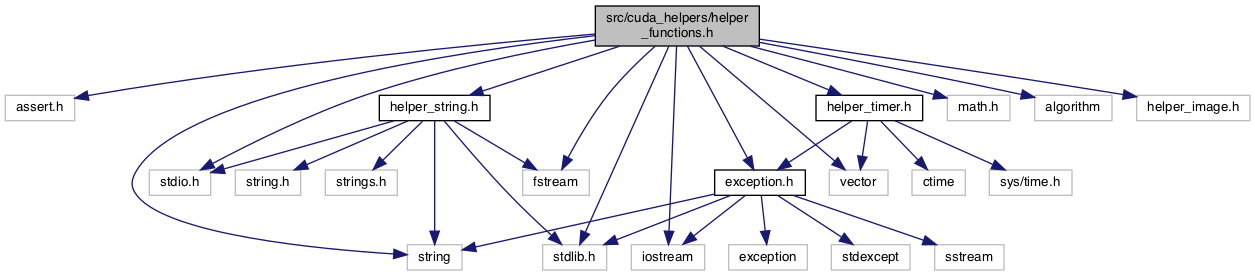 src/cuda_helpers/helper
_functions.h
assert.h
helper_string.h
helper_timer.h
math.h
algorithm
helper_image.h
stdio.h
string.h
strings.h
fstream
exception.h
vector
ctime
sys/time.h
string
stdlib.h
iostream
exception
stdexcept
sstream